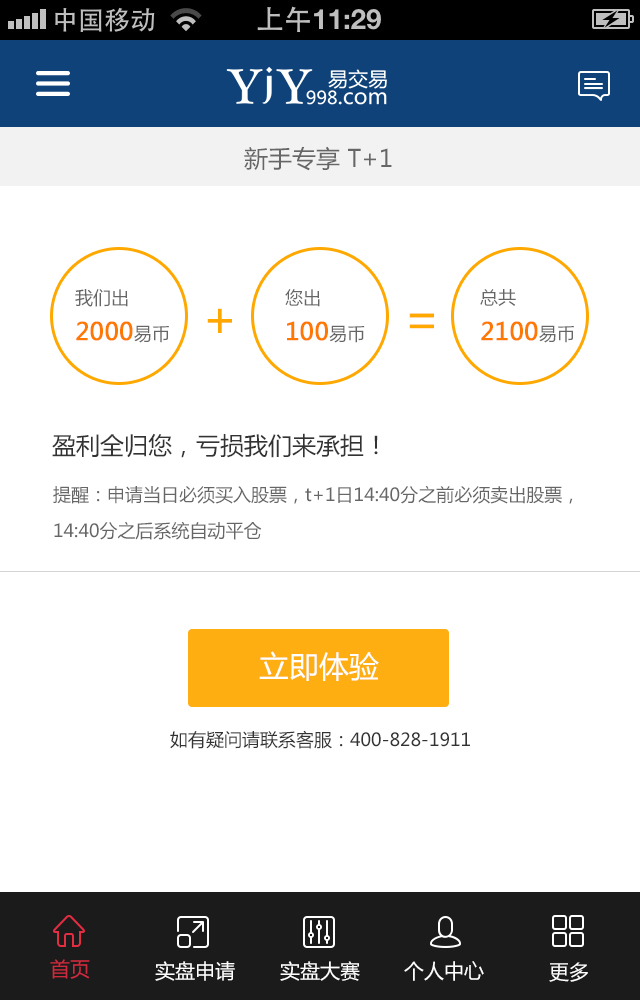 中国移动 上午11:29
YjY易交易
998.com
新手专享 T+1
我们出 您出 总共
2000易币 + 100易币 = 2100易币
盈利全归您，亏损我们来承担！
提醒：申请当日必须买入股票，t+1日14:40分之前必须卖出股票，
14:40分之后系统自动平仓
立即体验
如有疑问请联系客服：400-828-1911
首页 实盘申请 实盘大赛 个人中心 更多